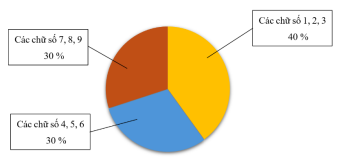 Các chữ số 1, 2, 3
40 %
Các chữ số 7, 8, 9
30 %
Các chữ số 4, 5, 6
30 %